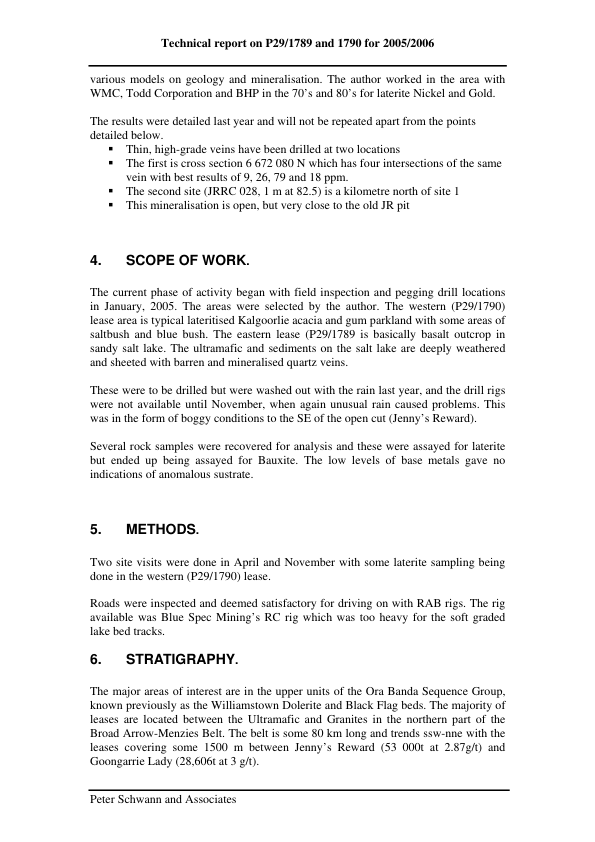 Technical report on P29/1789 and 1790 for 2005/2006
various models on geology and mineralisation. The author worked in the area with
WMC, Todd Corporation and BHP in the 70's and 80's for laterite Nickel and Gold.
The results were detailed last year and will not be repeated apart from the points
detailed below.
▪ Thin, high-grade veins have been drilled at two locations
▪ The first is cross section 6 672 080 N which has four intersections of the same
vein with best results of 9, 26, 79 and 18 ppm.
▪ The second site (JRRC 028, 1 m at 82.5) is a kilometre north of site 1
▪ This mineralisation is open, but very close to the old JR pit
4. SCOPE OF WORK.
The current phase of activity began with field inspection and pegging drill locations
in January, 2005. The areas were selected by the author. The western (P29/1790)
lease area is typical lateritised Kalgoorlie acacia and gum parkland with some areas of
saltbush and blue bush. The eastern lease (P29/1789 is basically basalt outcrop in
sandy salt lake. The ultramafic and sediments on the salt lake are deeply weathered
and sheeted with barren and mineralised quartz veins.
These were to be drilled but were washed out with the rain last year, and the drill rigs
were not available until November, when again unusual rain caused problems. This
was in the form of boggy conditions to the SE of the open cut (Jenny's Reward).
Several rock samples were recovered for analysis and these were assayed for laterite
but ended up being assayed for Bauxite. The low levels of base metals gave no
indications of anomalous sustrate.
5. METHODS.
Two site visits were done in April and November with some laterite sampling being
done in the western (P29/1790) lease.
Roads were inspected and deemed satisfactory for driving on with RAB rigs. The rig
available was Blue Spec Mining's RC rig which was too heavy for the soft graded
lake bed tracks.
6. STRATIGRAPHY.
The major areas of interest are in the upper units of the Ora Banda Sequence Group,
known previously as the Williamstown Dolerite and Black Flag beds. The majority of
leases are located between the Ultramafic and Granites in the northern part of the
Broad Arrow-Menzies Belt. The belt is some 80 km long and trends ssw-nne with the
leases covering some 1500 m between Jenny's Reward (53 000t at 2.87g/t) and
Goongarrie Lady (28,606t at 3 g/t).
Peter Schwann and Associates